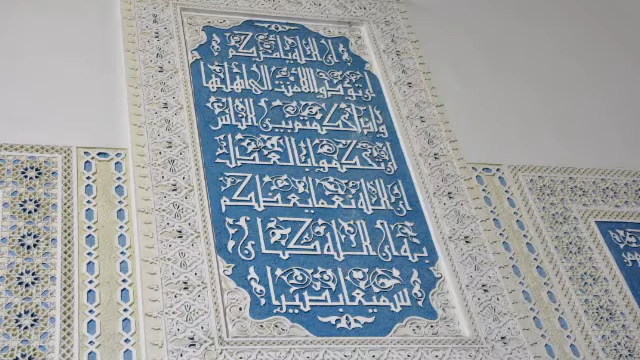 إن الله يأمركم
أن تؤدوا الأمنت إلى أهلها
وإذا حكمتم بين الناس
أن تحكموا بالعدل
إن الله نعما يعظكم
به إن الله كان
سميعا بصيرا